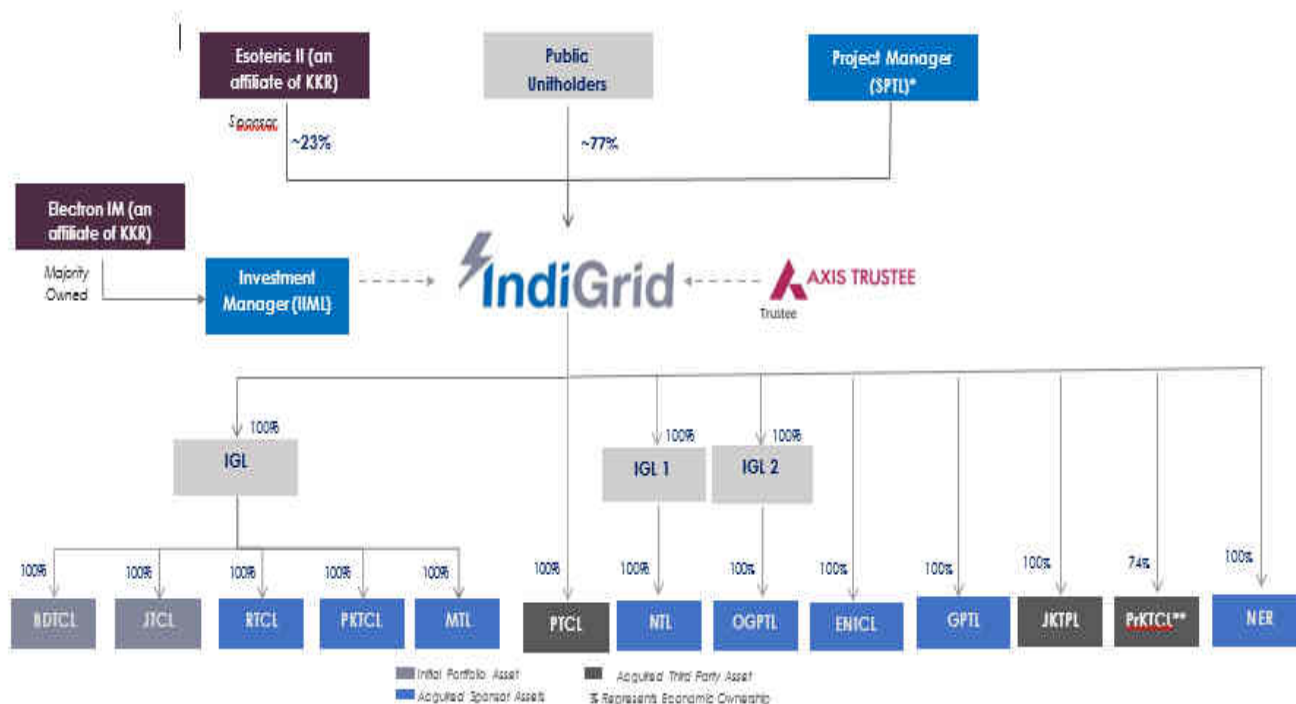 Esoteric II (an
affiliate of KKR)
Public
Unitholders
Project Manager
(SPTL)*
Sponsor
~23%
~77%
Electron IM (an
affiliate of KKR)
Majority
Owned
Investment
Manager (IIML)
IndiGrid
AXIS TRUSTEE
Trustee
100%
100%
100%
IGL
IGL 1
IGL 2
100%
100%
100%
100%
100%
100%
100%
100%
100%
100%
100%
74%
100%
BDTCL
JTCL
RTCL
PKTCL
MTL
PTCL
NTL
OGPTL
ENICL
GPTL
JKTPL
PrKTCL**
NER
Initial Portfolio Asset
Acquired Third Party Asset
Acquired Sponsor Assets
% Represents Economic Ownership